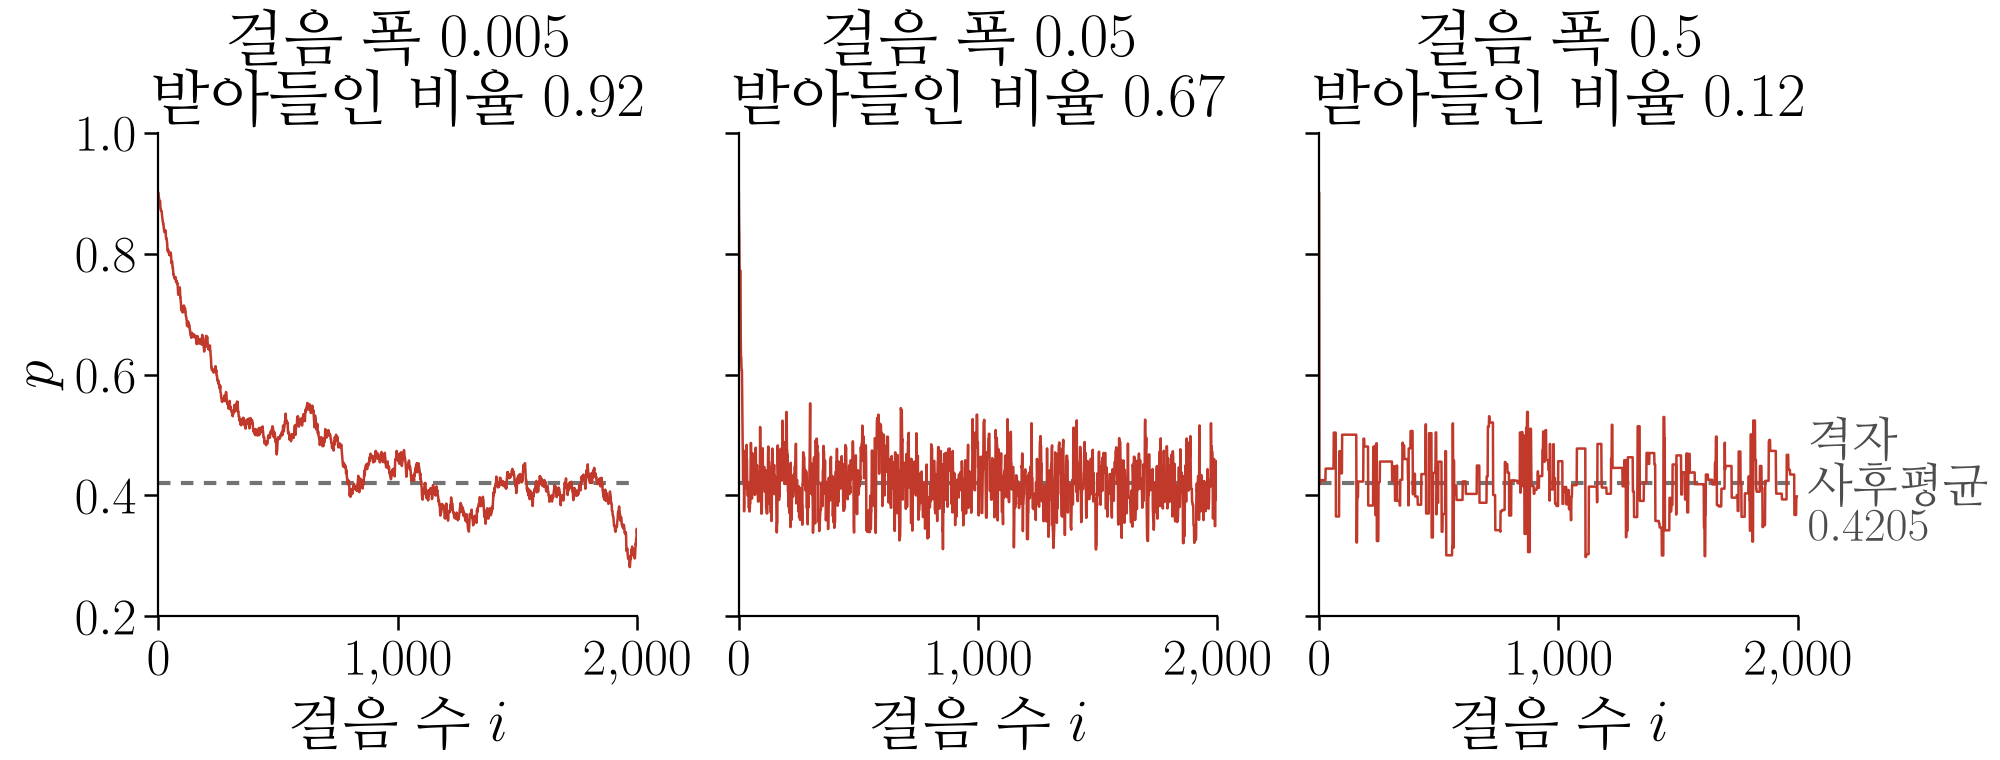 걸음 폭 0.005
받아들인 비율 0.92
걸음 폭 0.05
받아들인 비율 0.67
걸음 폭 0.5
받아들인 비율 0.12
1.0
0.8
0.6
0.4
0.2
p
0
1,000
2,000
걸음 수 i
0
1,000
2,000
걸음 수 i
0
1,000
2,000
걸음 수 i
격자
사후평균
0.4205